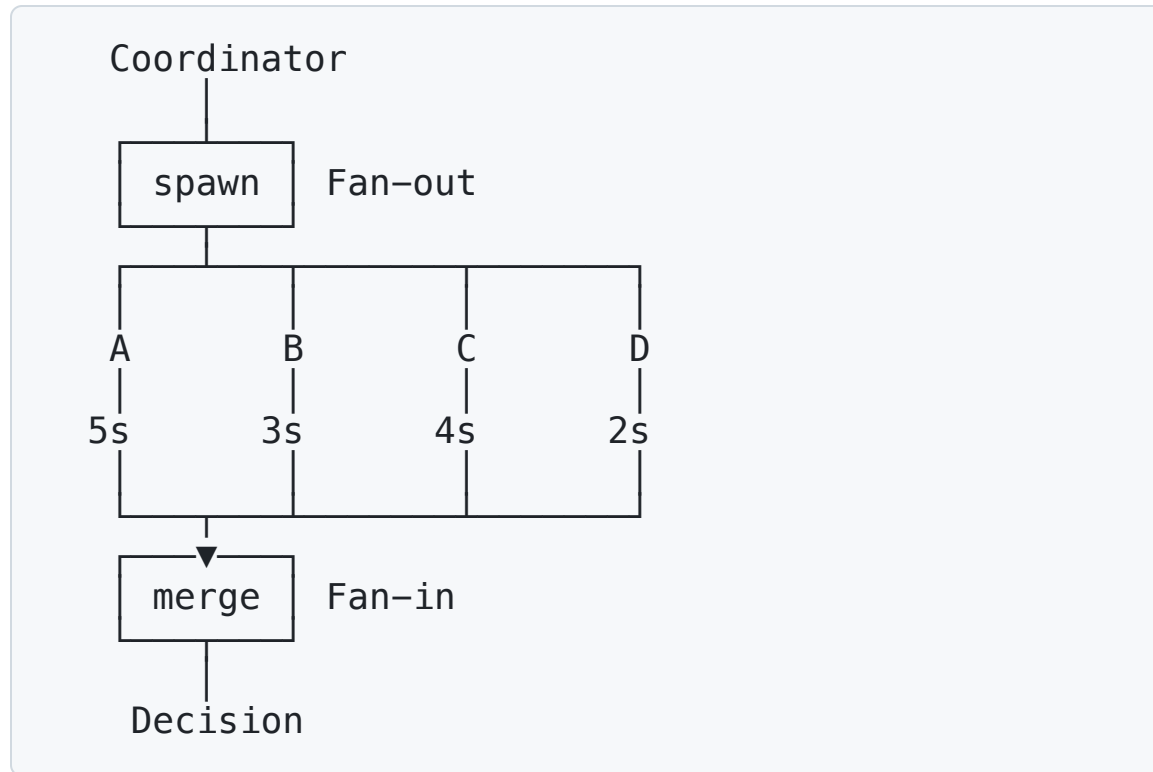 Coordinator
spawn Fan-out
A B C D
5s 3s 4s 2s
merge Fan-in
Decision